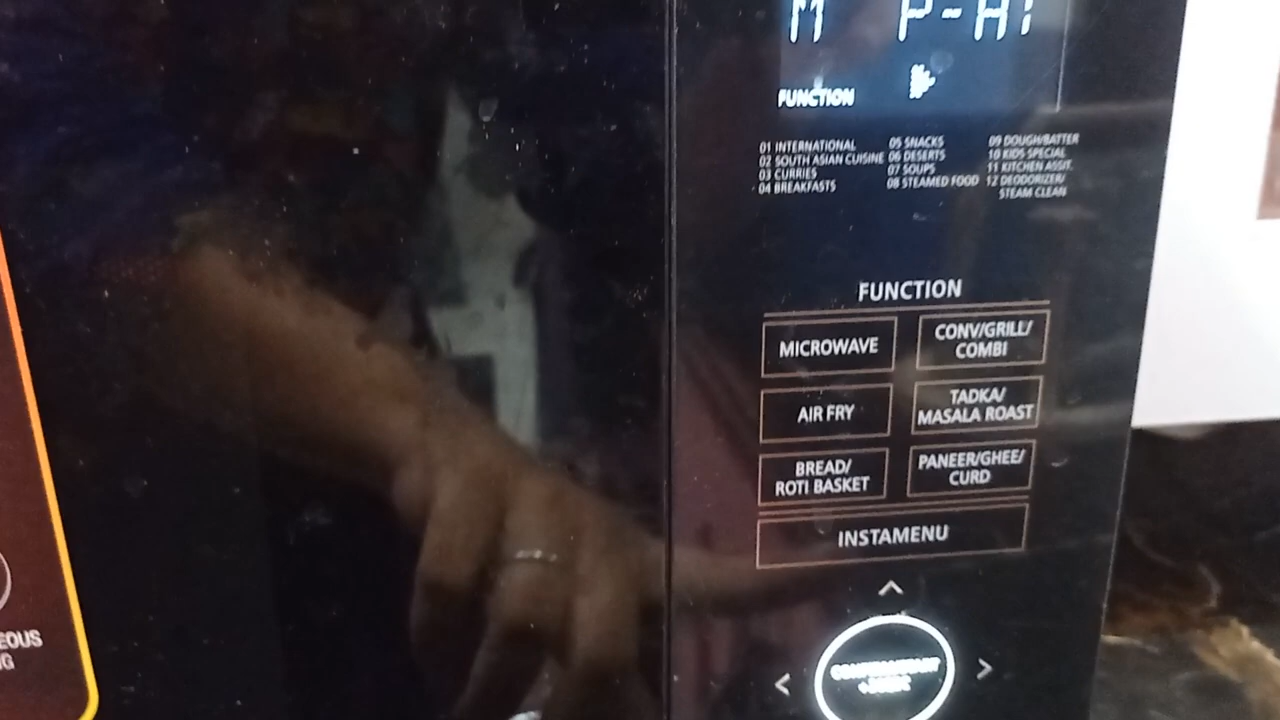 M P-HI
FUNCTION
01 INTERNATIONAL
02 SOUTH ASIAN CUISINE
03 CURRIES
04 BREAKFASTS
05 SNACKS
06 DESERTS
07 SOUPS
08 STEAMED FOOD
09 DOUGH/BATTER
10 KIDS SPECIAL
11 KITCHEN ASSIT.
12 DEODORIZER/
STEAM CLEAN
FUNCTION
MICROWAVE
CONV/GRILL/
COMBI
AIR FRY
TADKA/
MASALA ROAST
BREAD/
ROTI BASKET
PANEER/GHEE/
CURD
INSTAMENU